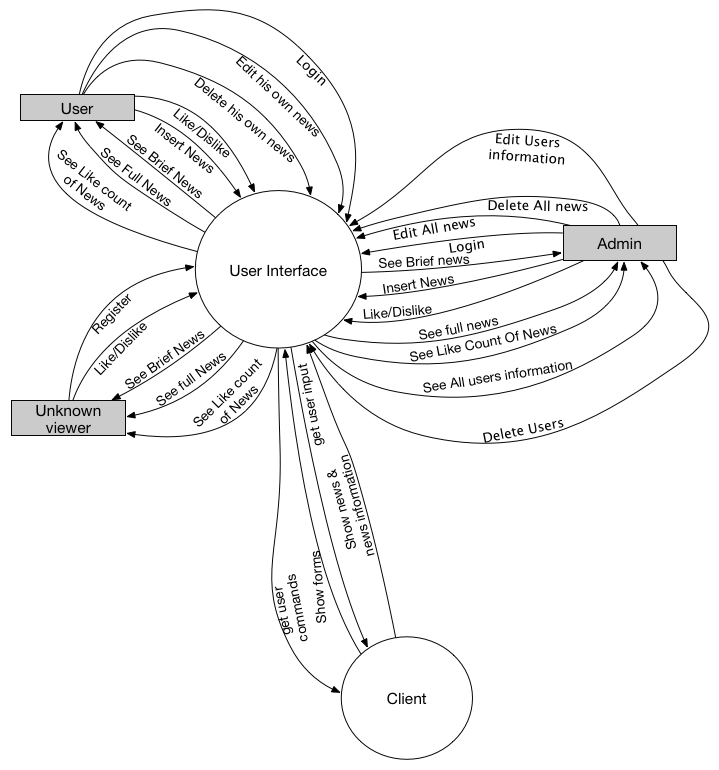 Login
Edit his own news
Delete his own news
User
Like/Dislike
Insert News
See Brief News
See Full News
See Like count
of News
Edit Users
information
Delete All news
Edit All news
Login
Admin
See Brief news
Insert News
Like/Dislike
See full news
See Like Count Of News
See All users information
Delete Users
User Interface
Register
Like/Dislike
See Brief News
See full News
See Like count
of News
Unknown
viewer
get user input
Show news &
news information
Show forms
get user
commands
Client